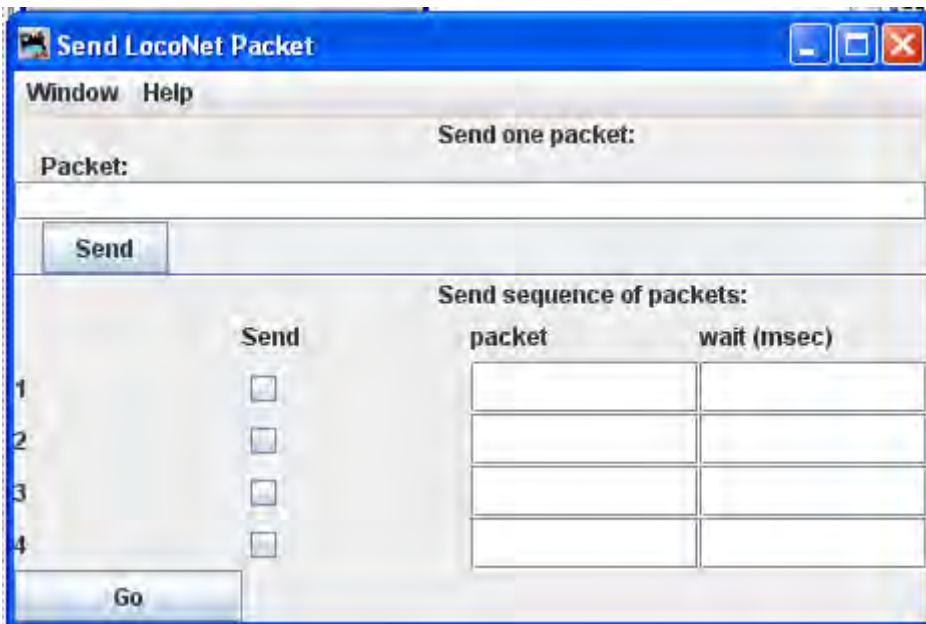 Send LocoNet Packet
Window Help
Send one packet:
Packet:
Send
Send sequence of packets:
Send packet wait (msec)
1
2
3
4
Go